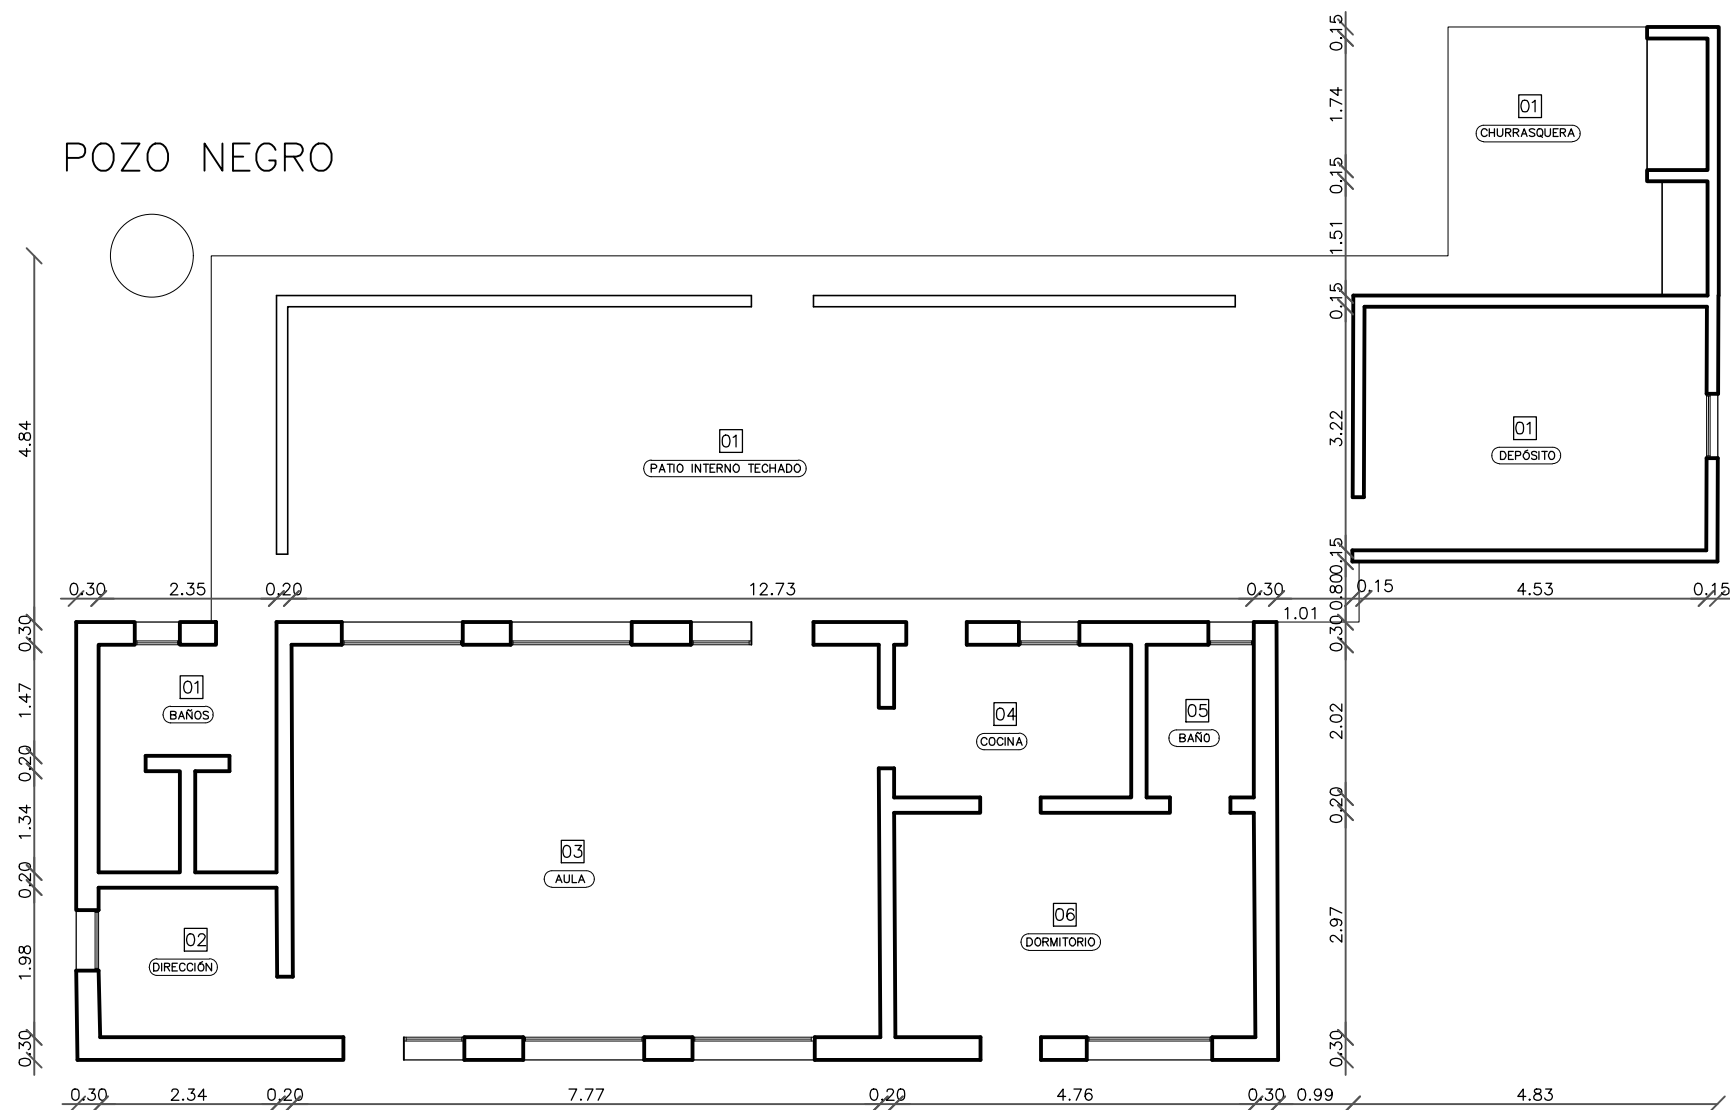 0.15
1.74
0.15
1.51
0.15
3.22
0.15
0.80
01
CHURRASQUERA
POZO NEGRO
4.84
01
PATIO INTERNO TECHADO
01
DEPÓSITO
0.30 2.35 0.20 12.73 0.30 0.15 4.53 0.15
1.01
0.30
1.47
0.20
1.34
0.20
1.98
0.30
01
BAÑOS
02
DIRECCIÓN
03
AULA
04
COCINA
05
BAÑO
06
DORMITORIO
0.30
2.02
0.20
2.97
0.30
0.30 2.34 0.20 7.77 0.20 4.76 0.30 0.99 4.83